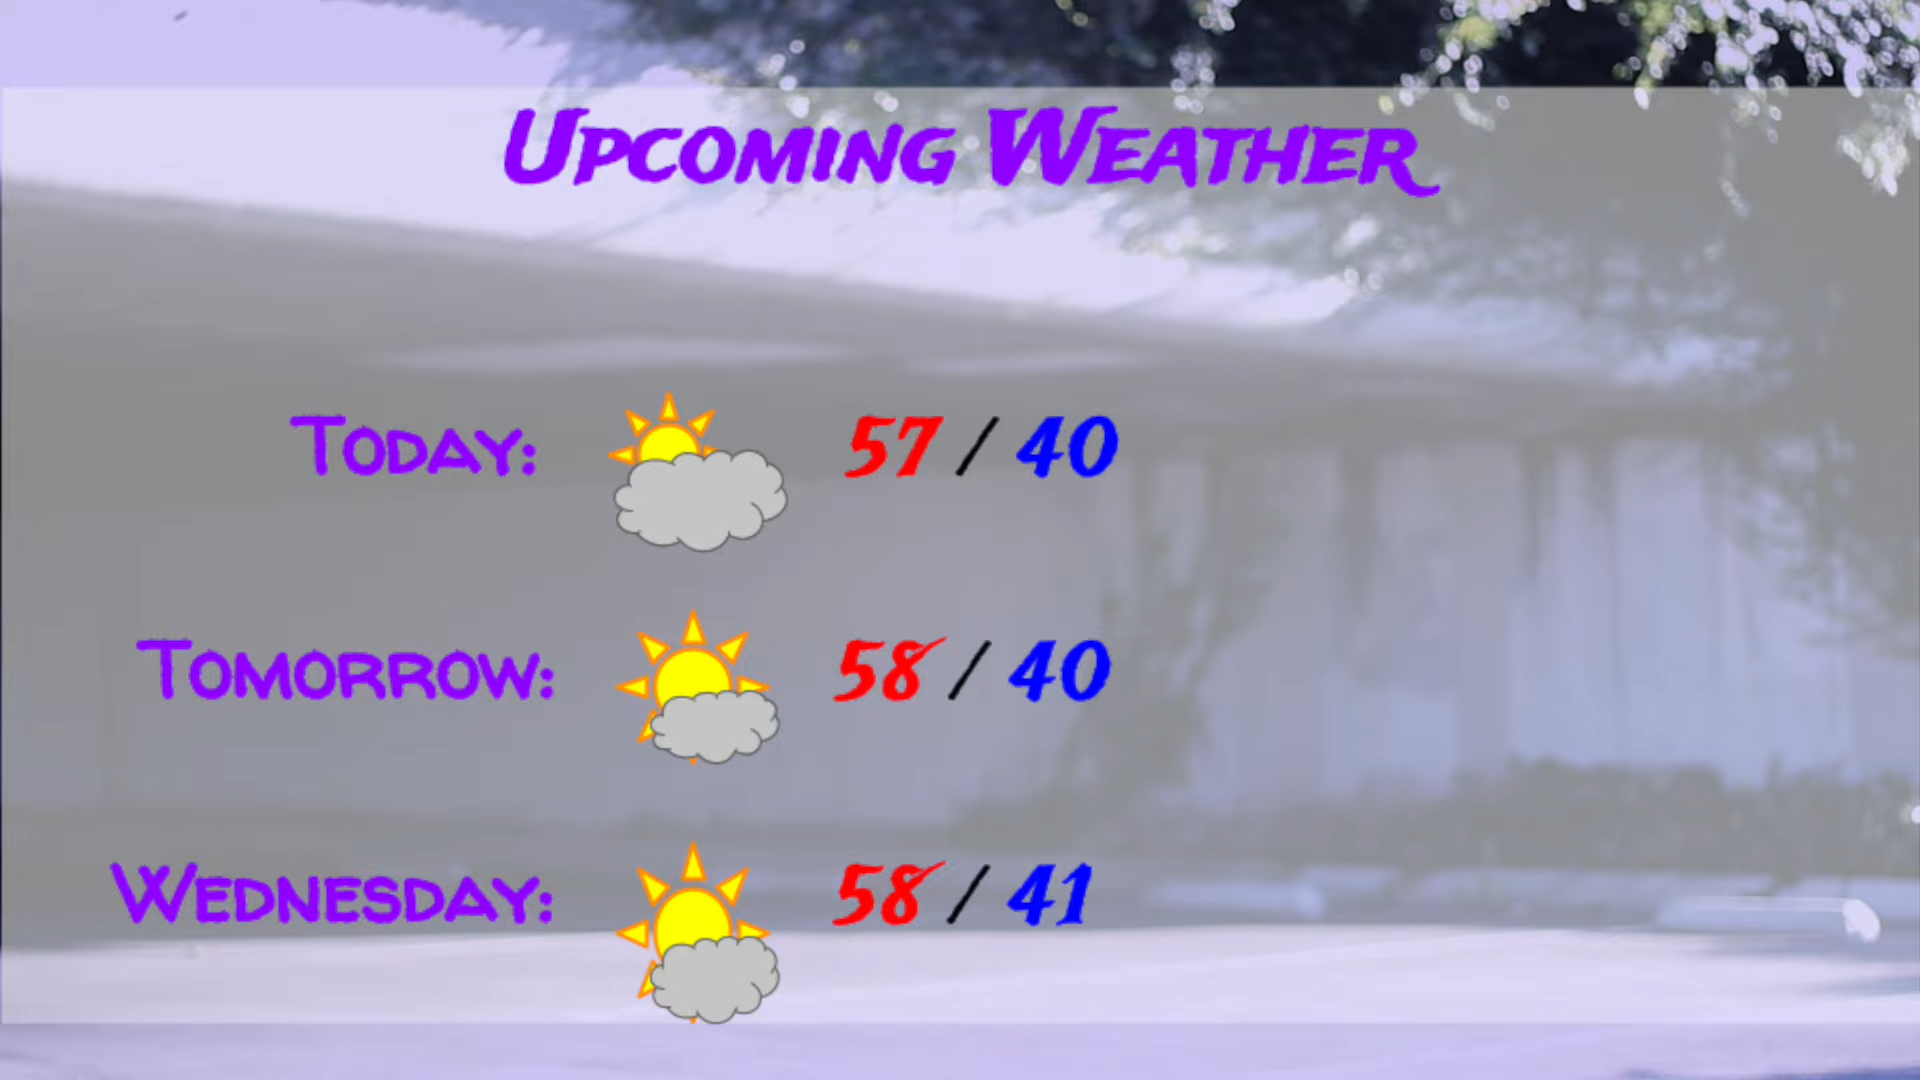 Upcoming Weather
Today: 57 / 40
Tomorrow: 58 / 40
Wednesday: 58 / 41